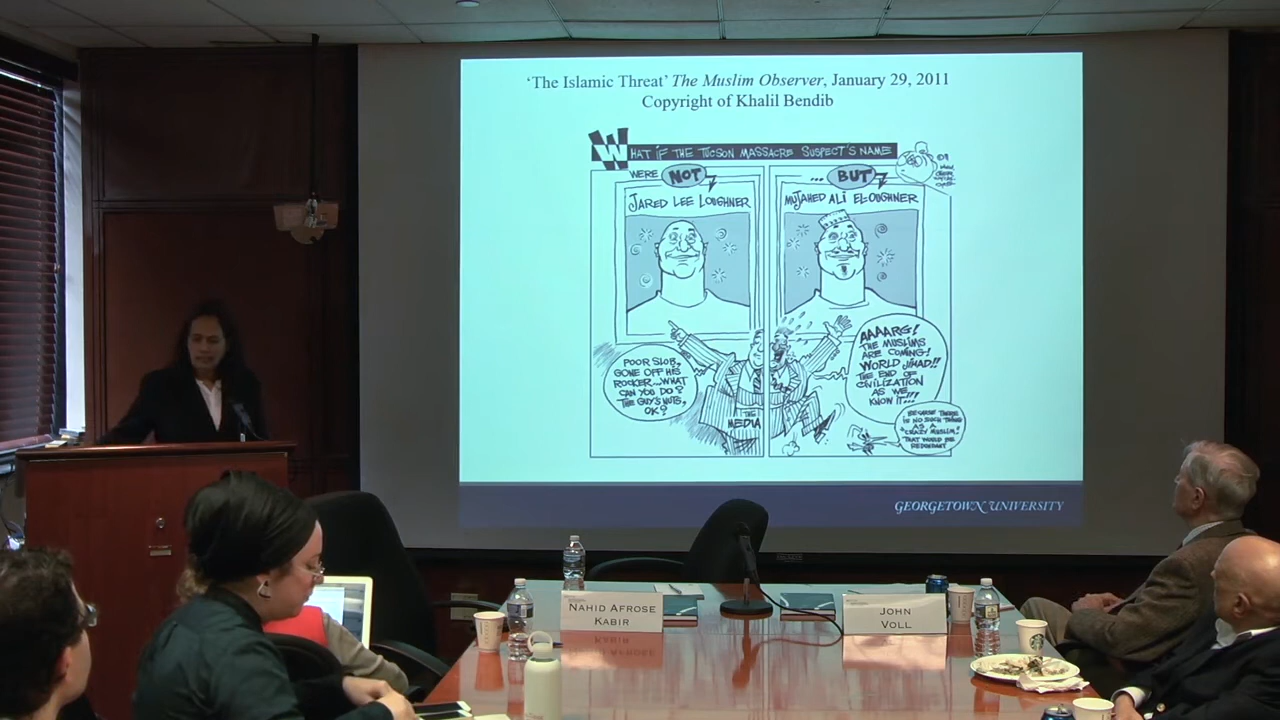 ‘The Islamic Threat’ The Muslim Observer, January 29, 2011
Copyright of Khalil Bendib
WHAT IF THE TUCSON MASSACRE SUSPECT'S NAME
WERE NOT
JARED LEE LOUGHNER
... BUT
MUJAHED ALI EL-OUGHNER
POOR SLOB,
GONE OFF HIS
ROCKER...WHAT
CAN YOU DO?
THE GUY'S NUTS,
OK?
THE
MEDIA
AAAARG!
THE MUSLIMS
ARE COMING!
WORLD JIHAD!!
THE END OF
CIVILIZATION
AS WE
KNOW IT...
BECAUSE THERE
IS NO SUCH THING
AS A
"CRAZY MUSLIM!"
THAT WOULD BE
REDUNDANT
GEORGETOWN UNIVERSITY
NAHID AFROSE
KABIR
JOHN
VOLL